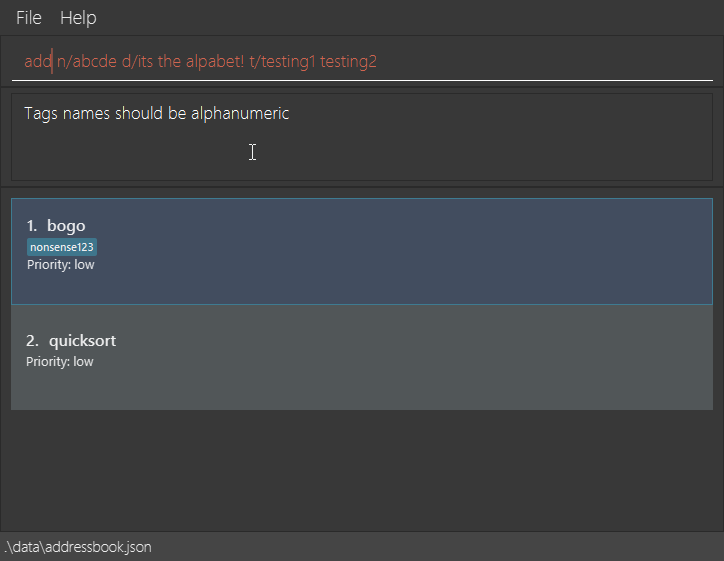 File Help
add n/abcde d/its the alpabet! t/testing1 testing2
Tags names should be alphanumeric
1. bogo
nonsense123
Priority: low
2. quicksort
Priority: low
.\data\addressbook.json